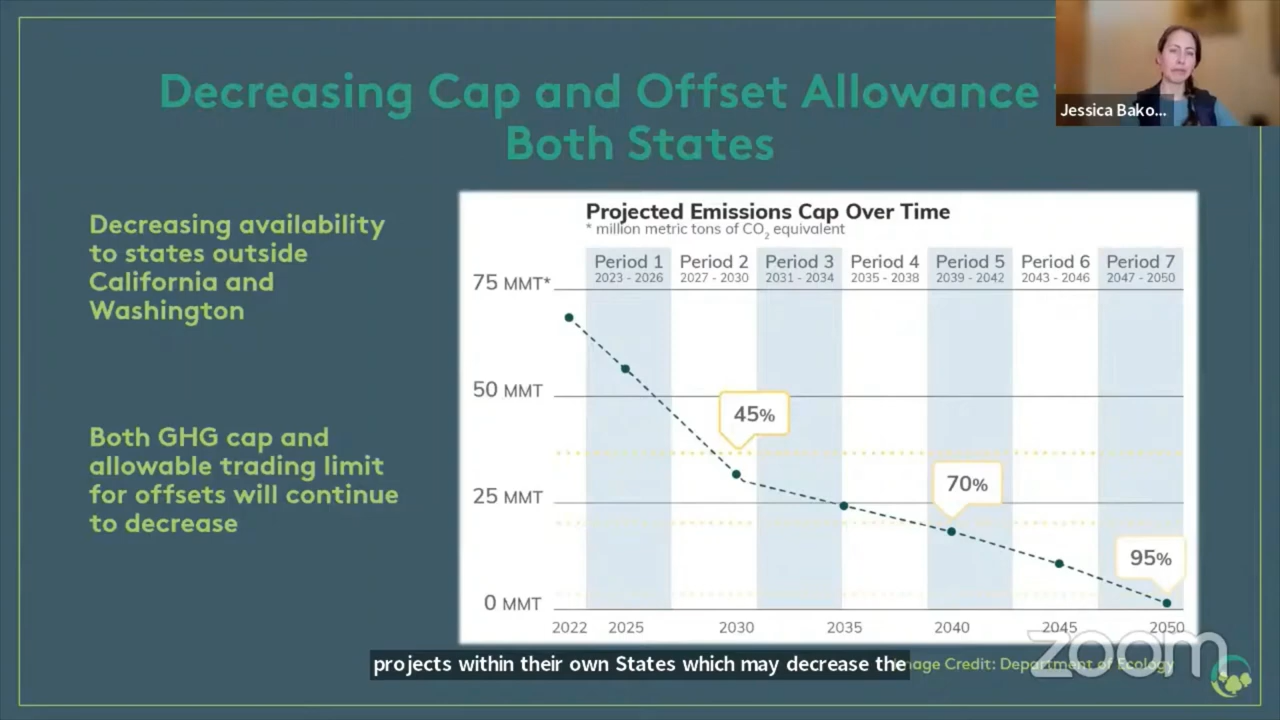 Decreasing Cap and Offset Allowance
Both States
Jessica Bako...
Decreasing availability
to states outside
California and
Washington
Both GHG cap and
allowable trading limit
for offsets will continue
to decrease
Projected Emissions Cap Over Time
* million metric tons of CO2 equivalent
Period 1 Period 2 Period 3 Period 4 Period 5 Period 6 Period 7
2023 - 2026 2027 - 2030 2031 - 2034 2035 - 2038 2039 - 2042 2043 - 2046 2047 - 2050
75 MMT*
50 MMT
45%
70%
25 MMT
95%
0 MMT
2022 2025 2030 2035 2040 2045 2050
projects within their own States which may decrease the
Image Credit: Department of Ecology
zoom